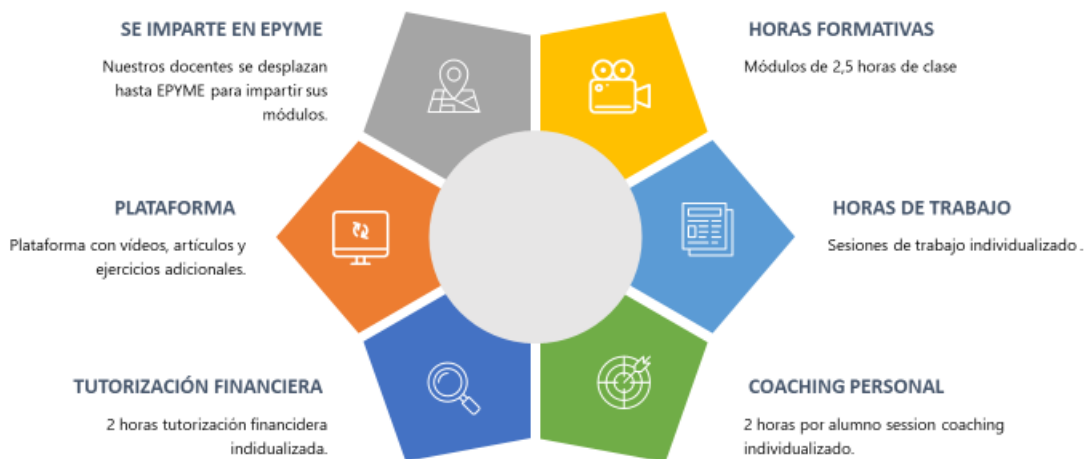 SE IMPARTE EN EPYME
Nuestros docentes se desplazan
hasta EPYME para impartir sus
módulos.
HORAS FORMATIVAS
Módulos de 2,5 horas de clase
PLATAFORMA
Plataforma con vídeos, artículos y
ejercicios adicionales.
HORAS DE TRABAJO
Sesiones de trabajo individualizado .
TUTORIZACIÓN FINANCIERA
2 horas tutorización financidera
indidualizada.
COACHING PERSONAL
2 horas por alumno session coaching
individualizado.